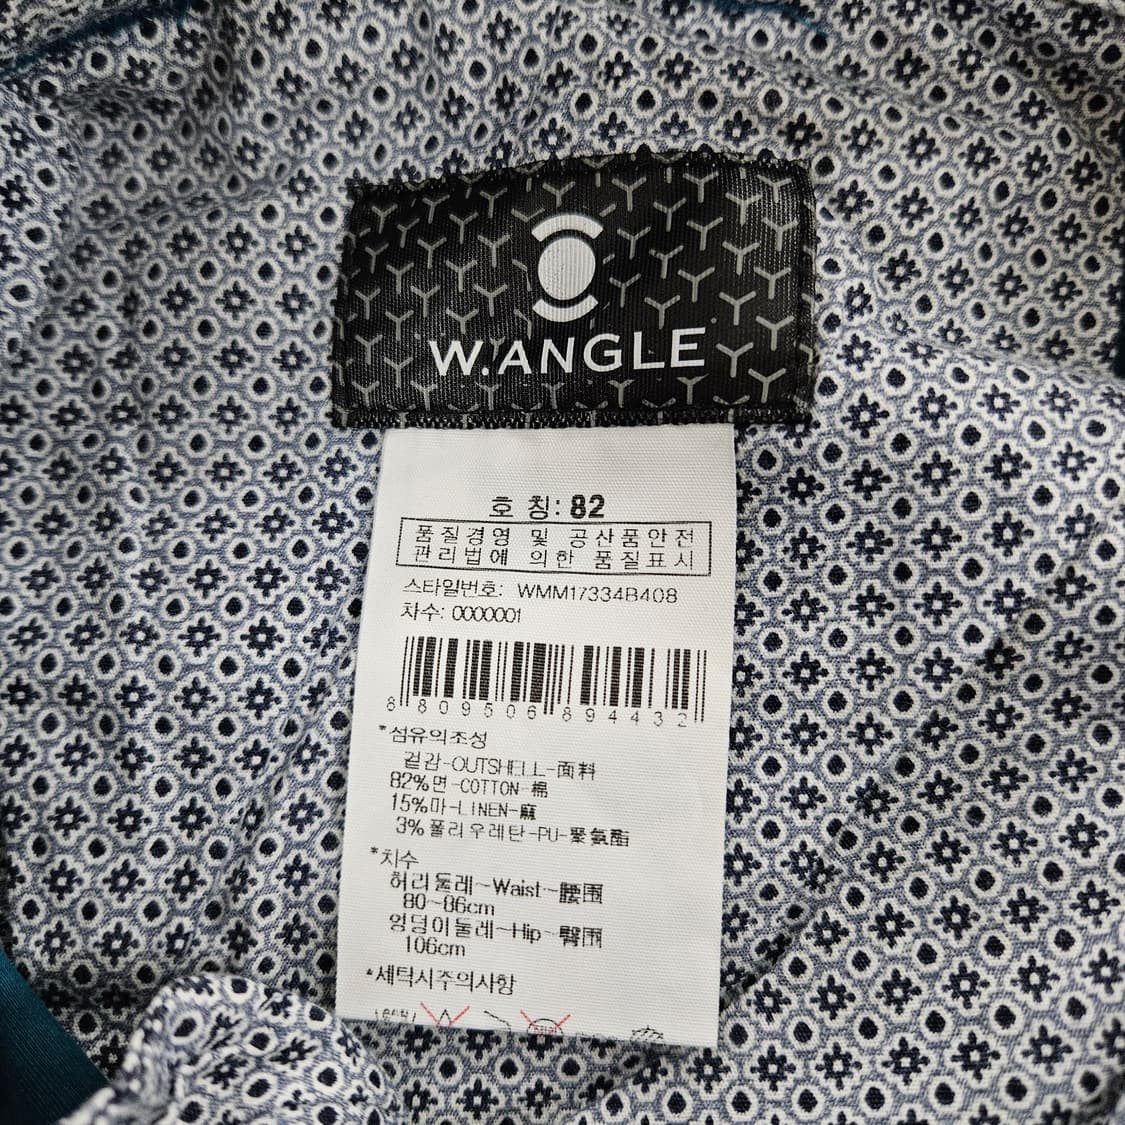 W.ANGLE
호 칭: 82
품질경영 및 공산품안전
관리법에 의한 품질표시
스타일번호: WMM17334B408
차수: 0000001
8 809506 894432
*섬유의조성
겉감-OUTSHELL-面料
82%면-COTTON-棉
15%마-LINEN-麻
3%폴리우레탄-PU-聚氨酯
*치수
허리둘레~Waist~腰围
80~86cm
엉덩이둘레~Hip~臀围
106cm
*세탁시주의사항